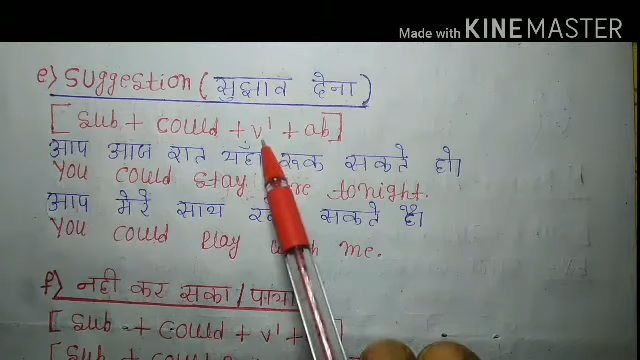 Made with KINEMASTER
e) Suggestion ( सुझाव देना )
[ Sub + could + v¹ + ob ]
आप आज रात यहाँ रूक सकते हो।
You could stay tonight.
आप मेरे साथ सकते हो
You could Play me.
f) नही कर सका /
[ Sub + could + v¹ +